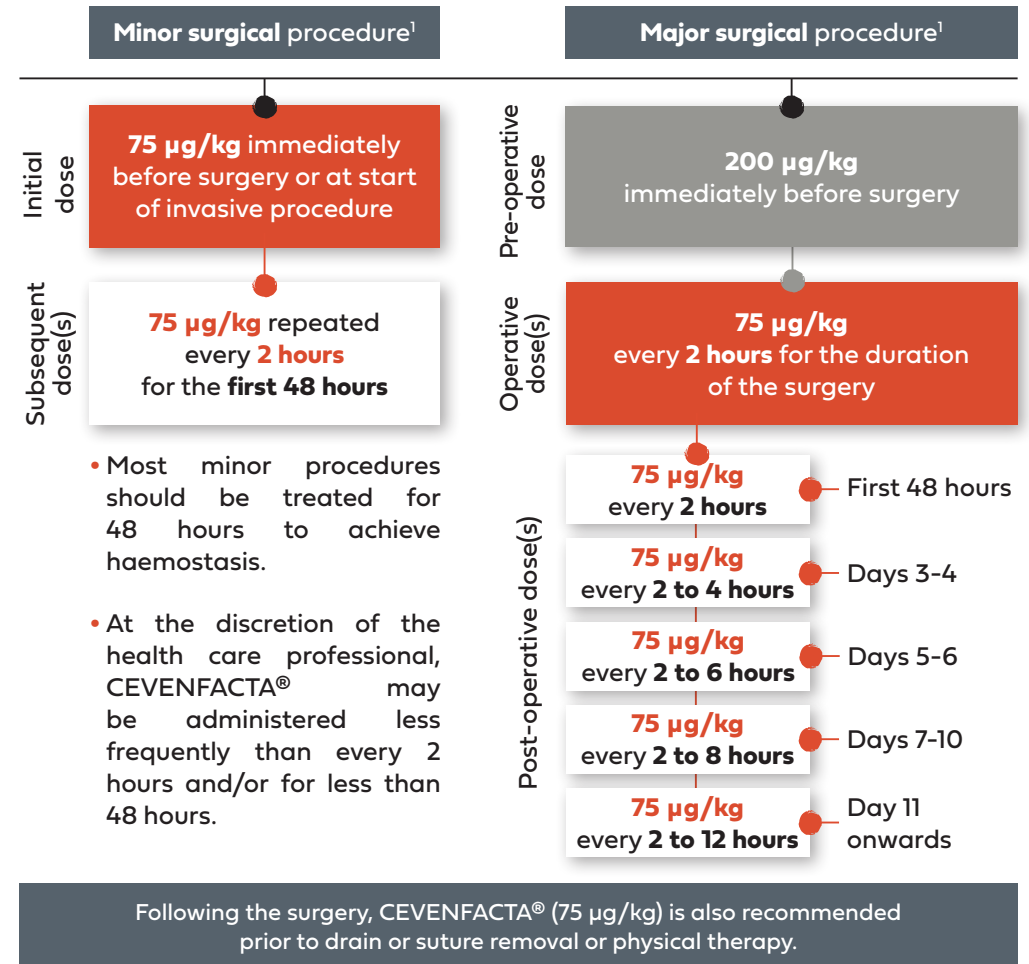 Minor surgical procedure¹
Initial
dose
75 µg/kg immediately
before surgery or at start
of invasive procedure
Subsequent
dose(s)
75 µg/kg repeated
every 2 hours
for the first 48 hours
• Most minor procedures
should be treated for
48 hours to achieve
haemostasis.
• At the discretion of the
health care professional,
CEVENFACTA® may
be administered less
frequently than every 2
hours and/or for less than
48 hours.
Major surgical procedure¹
Pre-operative
dose
200 µg/kg
immediately before surgery
Operative
dose(s)
75 µg/kg
every 2 hours for the duration
of the surgery
Post-operative dose(s)
75 µg/kg
every 2 hours
First 48 hours
75 µg/kg
every 2 to 4 hours
Days 3-4
75 µg/kg
every 2 to 6 hours
Days 5-6
75 µg/kg
every 2 to 8 hours
Days 7-10
75 µg/kg
every 2 to 12 hours
Day 11
onwards
Following the surgery, CEVENFACTA® (75 µg/kg) is also recommended
prior to drain or suture removal or physical therapy.